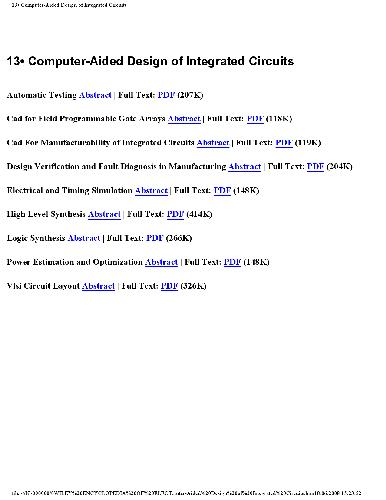 13• Computer-Aided Design of Integrated Circuits
13• Computer-Aided Design of Integrated Circuits
Automatic Testing Abstract | Full Text: PDF (207K)
Cad for Field Programmable Gate Arrays Abstract | Full Text: PDF (118K)
Cad For Manufacturability of Integrated Circuits Abstract | Full Text: PDF (119K)
Design Verification and Fault Diagnosis in Manufacturing Abstract | Full Text: PDF (204K)
Electrical and Timing Simulation Abstract | Full Text: PDF (148K)
High Level Synthesis Abstract | Full Text: PDF (414K)
Logic Synthesis Abstract | Full Text: PDF (266K)
Power Estimation and Optimization Abstract | Full Text: PDF (148K)
Vlsi Circuit Layout Abstract | Full Text: PDF (326K)